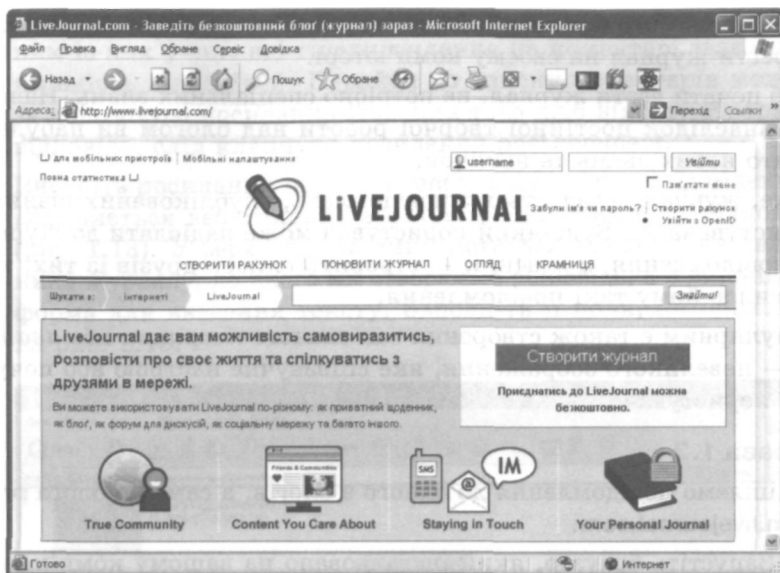 LiveJournal.com - Заведіть безкоштовний блоґ (журнал) зараз - Microsoft Internet Explorer
Файл Правка Вигляд Обране Сервіс Довідка
Назад Пошук Обране
Адреса: http://www.livejournal.com/ Перехід Ссылки »
для мобільних пристроїв | Мобільні налаштування
Повна статистика
username Увійти
Пам'ятати мене
LiVEJOURNAL
Забули ім'я чи пароль? | Створити рахунок
• Увійти з OpenID
СТВОРИТИ РАХУНОК ПОНОВИТИ ЖУРНАЛ ОГЛЯД КРАМНИЦЯ
Шукати в: інтернеті LiveJournal Знайти!
LiveJournal дає вам можливість самовиразитись,
розповісти про своє життя та спілкуватись з
друзями в мережі.
Ви можете використовувати LiveJournal по-різному: як приватний щоденник,
як блоґ, як форум для дискусій, як соціальну мережу та багато іншого.
Створити журнал
Приєднатись до LiveJournal можна
безкоштовно.
Friends & Communities
SMS
@
IM
True Community Content You Care About Staying in Touch Your Personal Journal
Готово Интернет